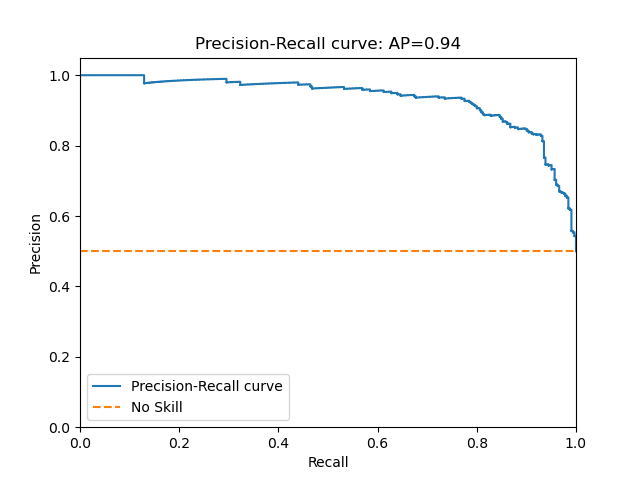 Precision-Recall curve: AP=0.94
1.0
0.8
0.6
0.4
0.2
0.0
Precision
Precision-Recall curve
No Skill
0.0 0.2 0.4 0.6 0.8 1.0
Recall